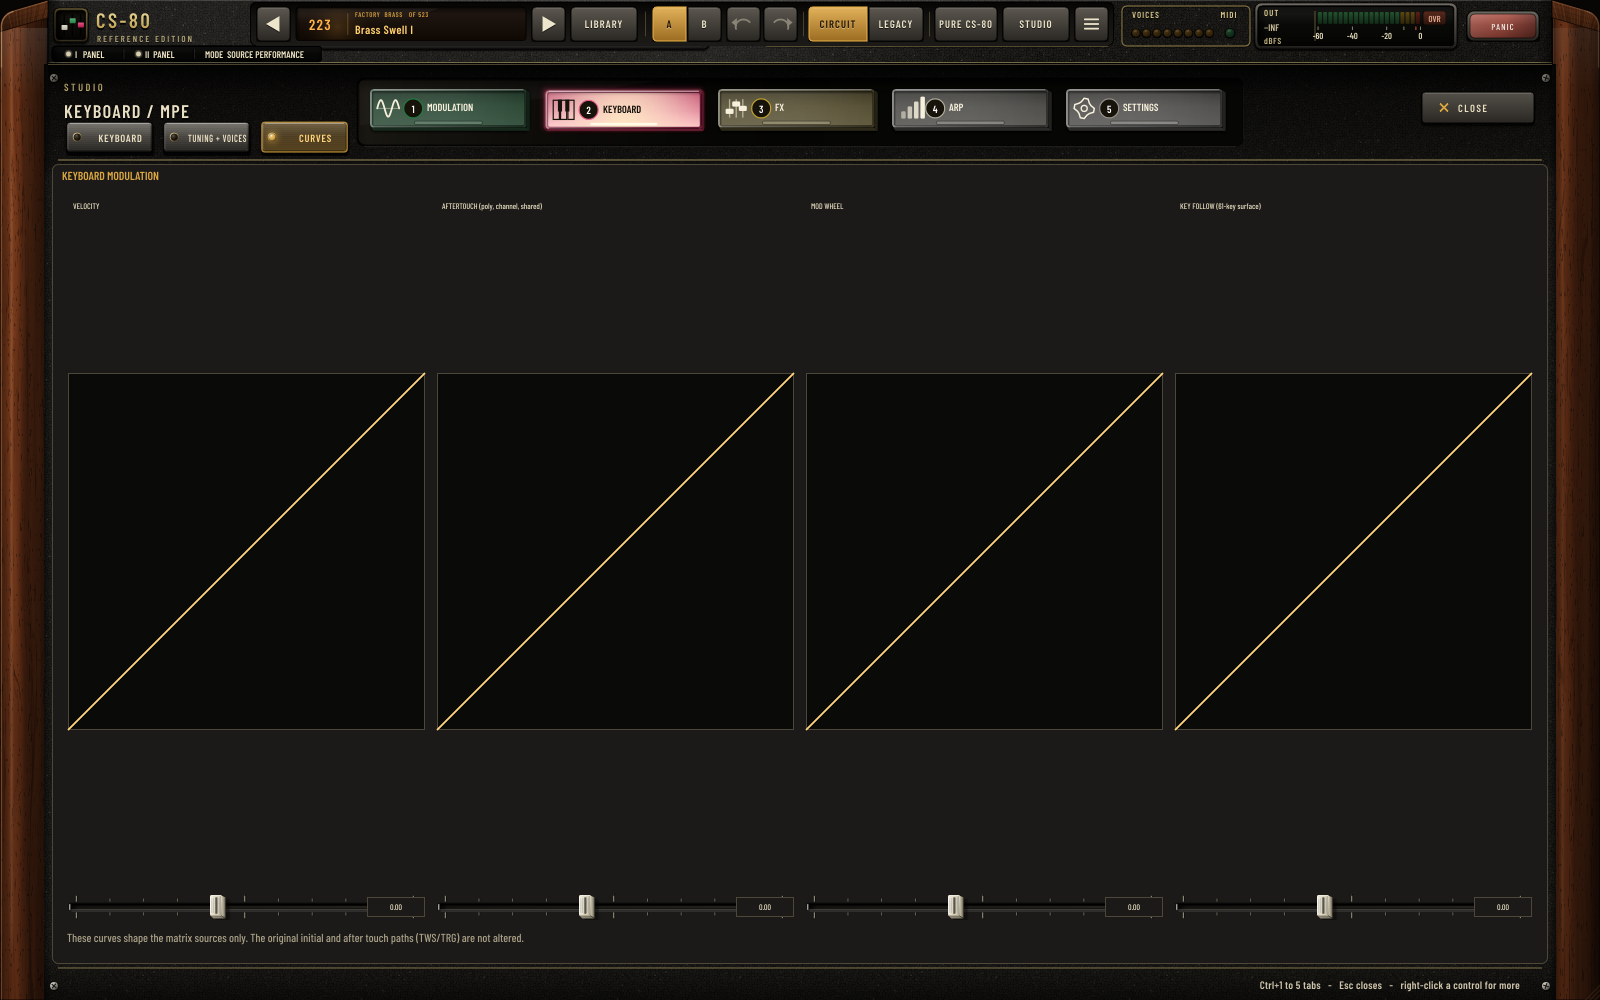 CS-80
REFERENCE EDITION
223
FACTORY BRASS OF 523
Brass Swell I
LIBRARY
A
B
CIRCUIT
LEGACY
PURE CS-80
STUDIO
VOICES
MIDI
OUT
-INF
dBFS
-60
-40
-20
0
OVR
PANIC
I PANEL
II PANEL
MODE SOURCE PERFORMANCE
STUDIO
KEYBOARD / MPE
1 MODULATION
2 KEYBOARD
3 FX
4 ARP
5 SETTINGS
CLOSE
KEYBOARD
TUNING + VOICES
CURVES
KEYBOARD MODULATION
VELOCITY
AFTERTOUCH (poly, channel, shared)
MOD WHEEL
KEY FOLLOW (61-key surface)
0.00
0.00
0.00
0.00
These curves shape the matrix sources only. The original initial and after touch paths (TWS/TRG) are not altered.
Ctrl+1 to 5 tabs - Esc closes - right-click a control for more